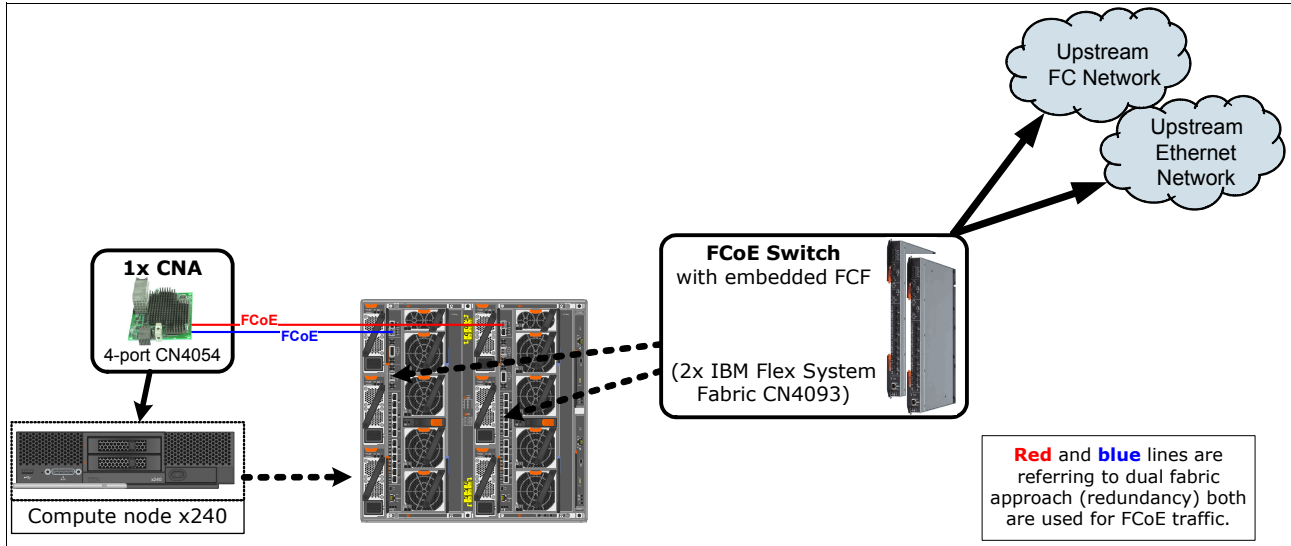 Upstream
FC Network
Upstream
Ethernet
Network
FCoE Switch
with embedded FCF
(2x IBM Flex System
Fabric CN4093)
1x CNA
4-port CN4054
FCoE
FCoE
Compute node x240
x240
Red and blue lines are
referring to dual fabric
approach (redundancy) both
are used for FCoE traffic.